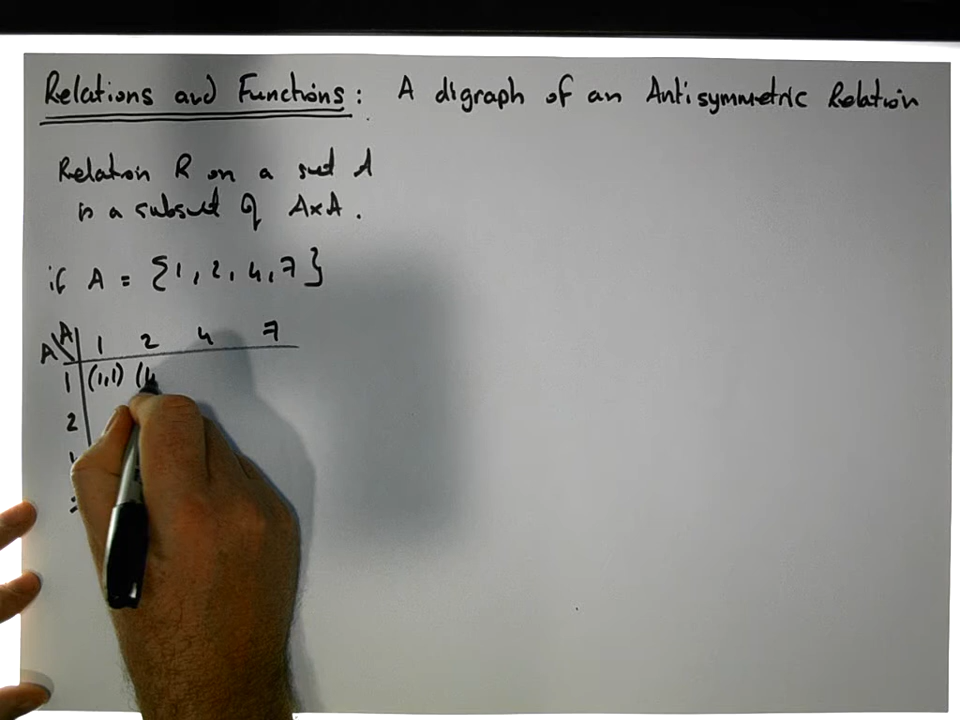 Relations and Functions : A digraph of an Antisymmetric Relation
Relation R on a set A
is a subset of A×A .
if A = {1, 2, 4, 7}
A\A 1 2 4 7
1 (1,1) (1,
2